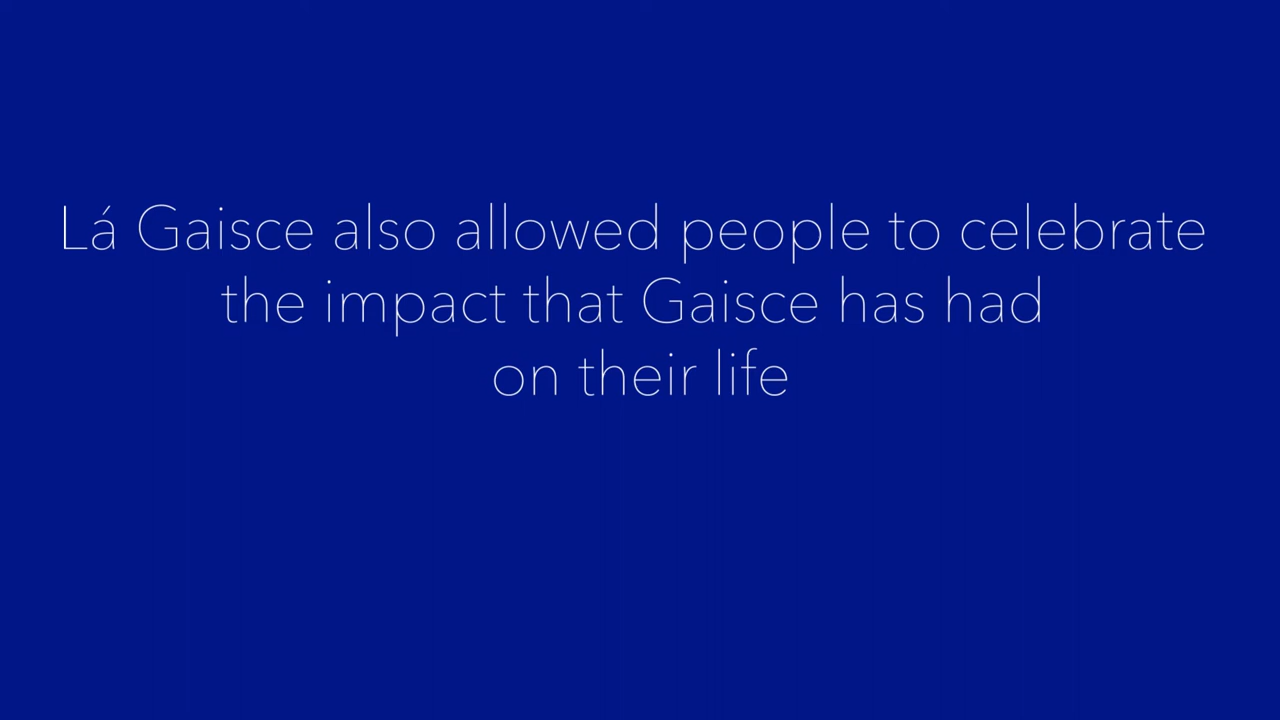 Lá Gaisce also allowed people to celebrate
the impact that Gaisce has had
on their life